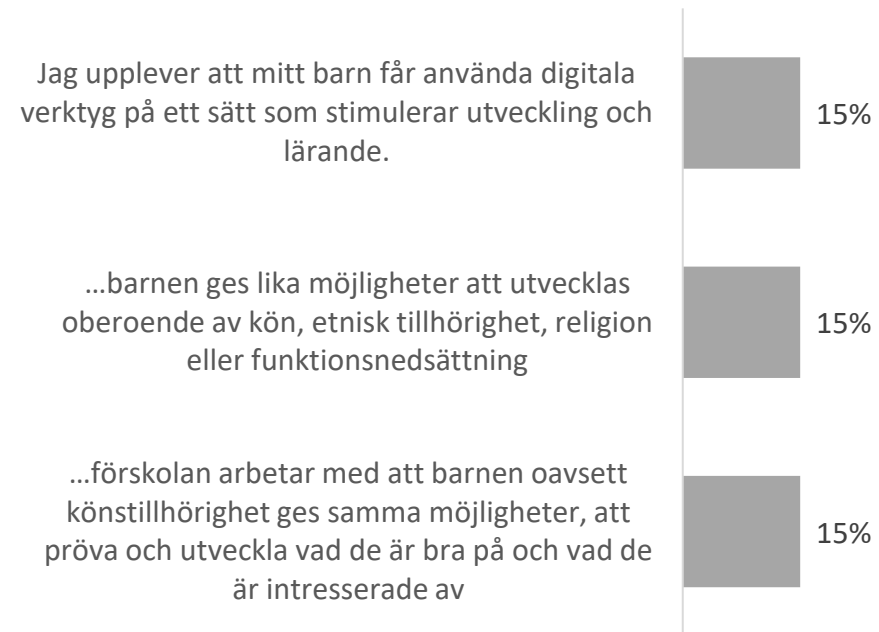 Jag upplever att mitt barn får använda digitala
verktyg på ett sätt som stimulerar utveckling och
lärande.
15%
…barnen ges lika möjligheter att utvecklas
oberoende av kön, etnisk tillhörighet, religion
eller funktionsnedsättning
15%
…förskolan arbetar med att barnen oavsett
könstillhörighet ges samma möjligheter, att
pröva och utveckla vad de är bra på och vad de
är intresserade av
15%